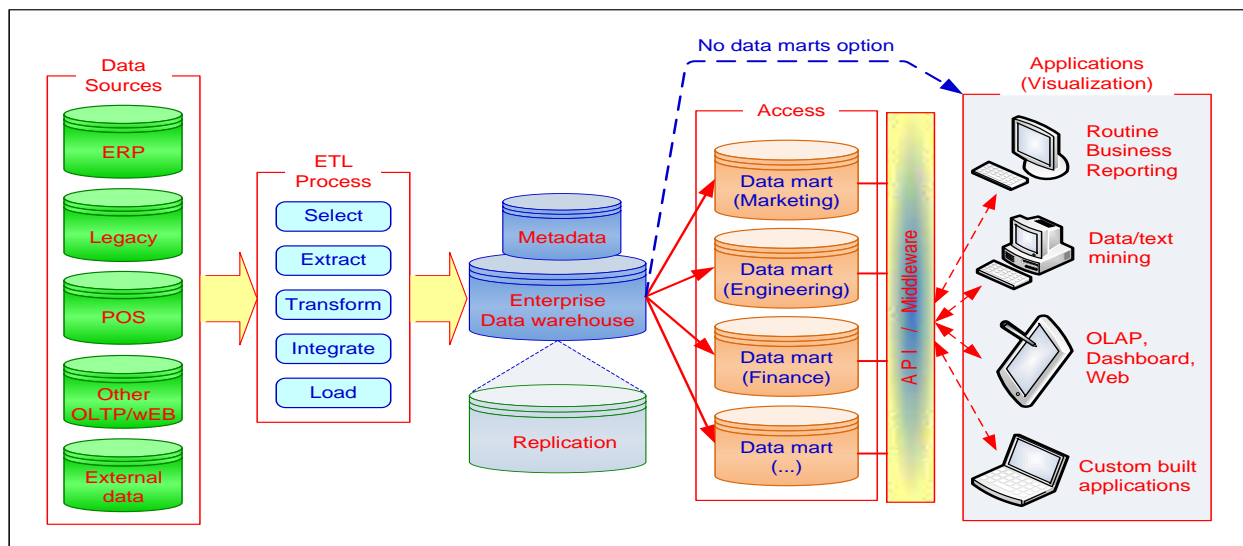 No data marts option
Data
Sources
ERP
Legacy
POS
Other
OLTP/wEB
External
data
ETL
Process
Select
Extract
Transform
Integrate
Load
Metadata
Enterprise
Data warehouse
Replication
Access
Data mart
(Marketing)
Data mart
(Engineering)
Data mart
(Finance)
Data mart
(...)
API / Middleware
Applications
(Visualization)
Routine
Business
Reporting
Data/text
mining
OLAP,
Dashboard,
Web
Custom built
applications